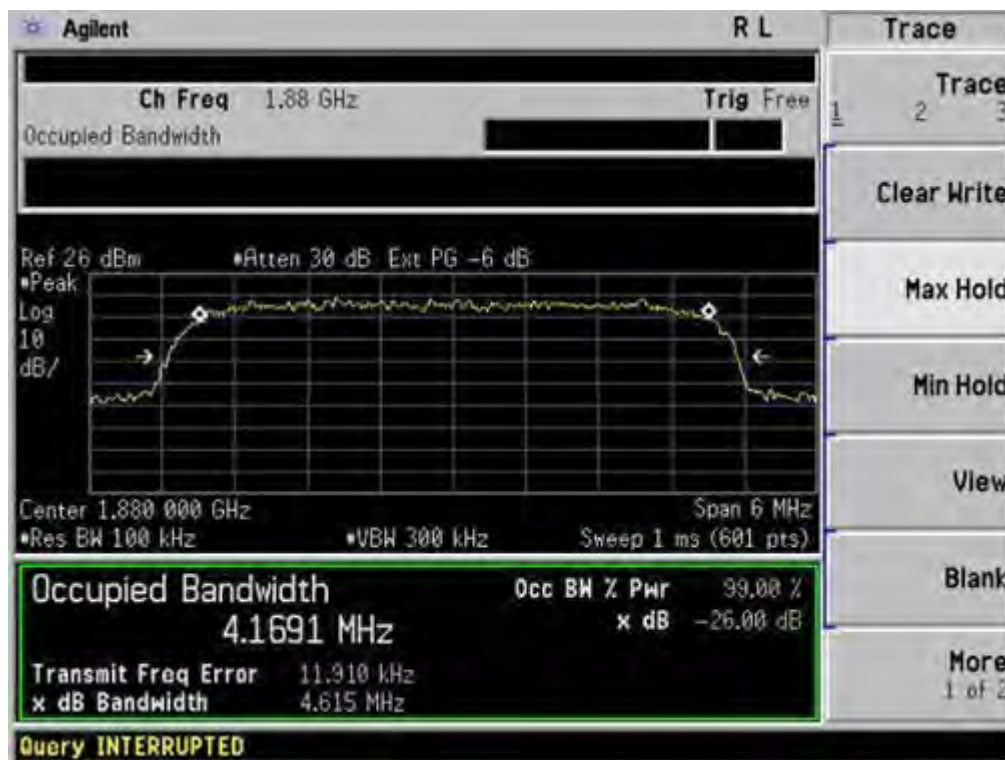 Agilent R L Trace
Ch Freq 1.88 GHz Trig Free
Occupied Bandwidth
Trace
1 2 3
Clear Write
Max Hold
Min Hold
View
Blank
More
1 of 2
Ref 26 dBm •Atten 30 dB Ext PG -6 dB
•Peak
Log
10
dB/
Center 1.880 000 GHz Span 6 MHz
•Res BW 100 kHz •VBW 300 kHz Sweep 1 ms (601 pts)
Occupied Bandwidth Occ BW % Pwr 99.00 %
4.1691 MHz x dB -26.00 dB
Transmit Freq Error 11.910 kHz
x dB Bandwidth 4.615 MHz
Query INTERRUPTED